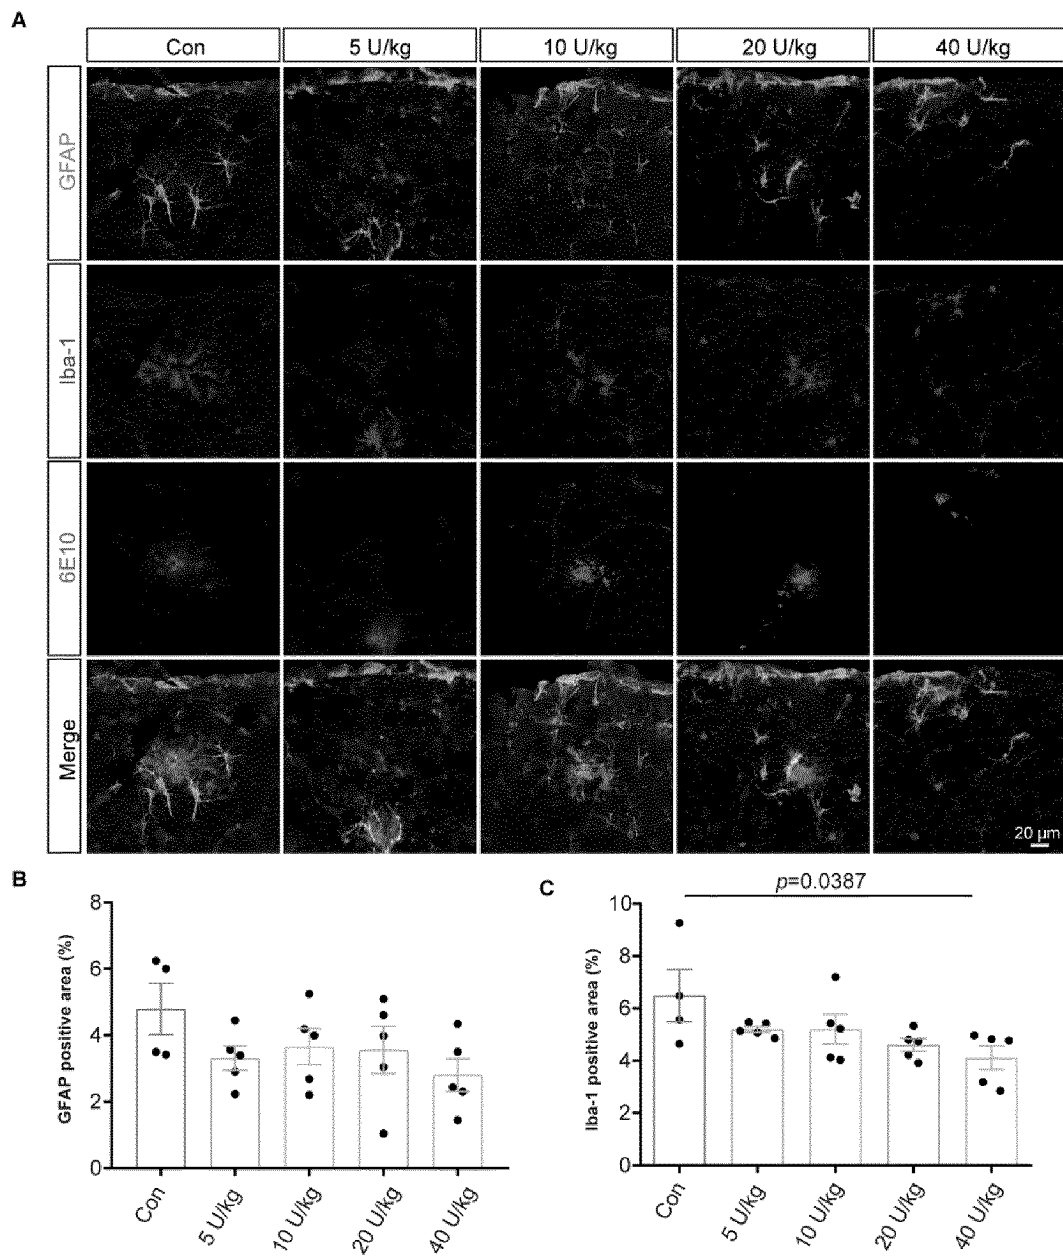 A
Con 5 U/kg 10 U/kg 20 U/kg 40 U/kg
GFAP
Iba-1
6E10
Merge
20 µm
B
8
6
4
2
0
GFAP positive area (%)
Con 5 U/kg 10 U/kg 20 U/kg 40 U/kg
C
p=0.0387
10
8
6
4
2
0
Iba-1 positive area (%)
Con 5 U/kg 10 U/kg 20 U/kg 40 U/kg